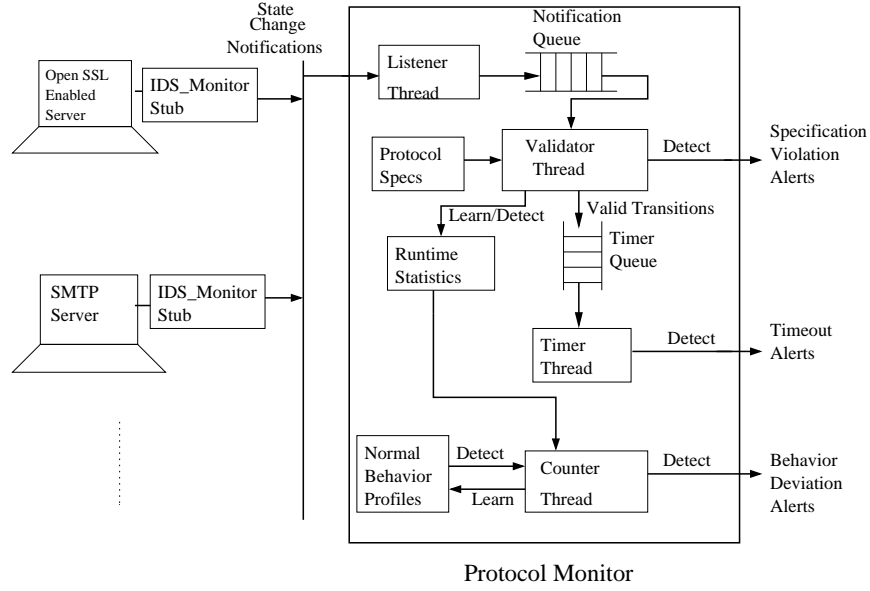 State
Change
Notifications
Open SSL
Enabled
Server
IDS_Monitor
Stub
SMTP
Server
IDS_Monitor
Stub
Listener
Thread
Notification
Queue
Protocol
Specs
Validator
Thread
Detect
Specification
Violation
Alerts
Learn/Detect
Valid Transitions
Runtime
Statistics
Timer
Queue
Timer
Thread
Detect
Timeout
Alerts
Normal
Behavior
Profiles
Detect
Learn
Counter
Thread
Detect
Behavior
Deviation
Alerts
Protocol Monitor